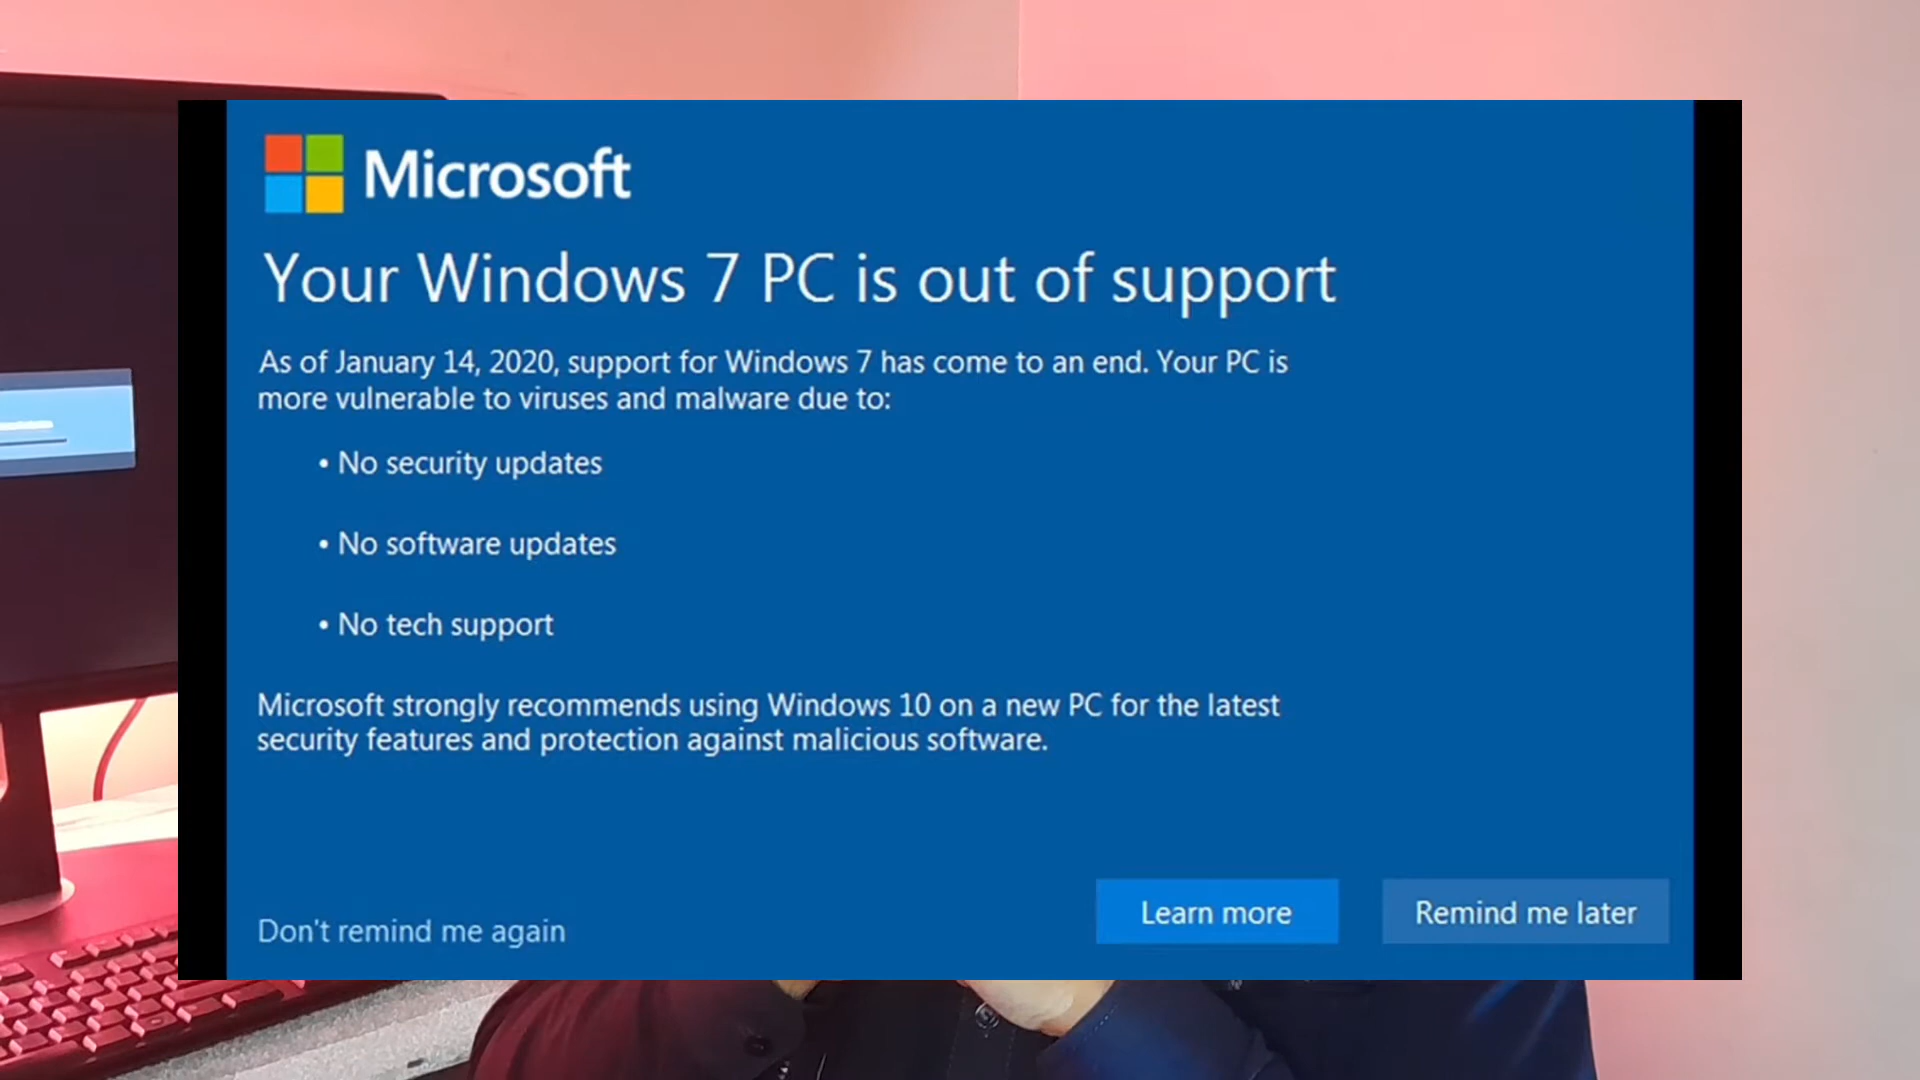 Microsoft
Your Windows 7 PC is out of support
As of January 14, 2020, support for Windows 7 has come to an end. Your PC is
more vulnerable to viruses and malware due to:
• No security updates
• No software updates
• No tech support
Microsoft strongly recommends using Windows 10 on a new PC for the latest
security features and protection against malicious software.
Don't remind me again
Learn more
Remind me later